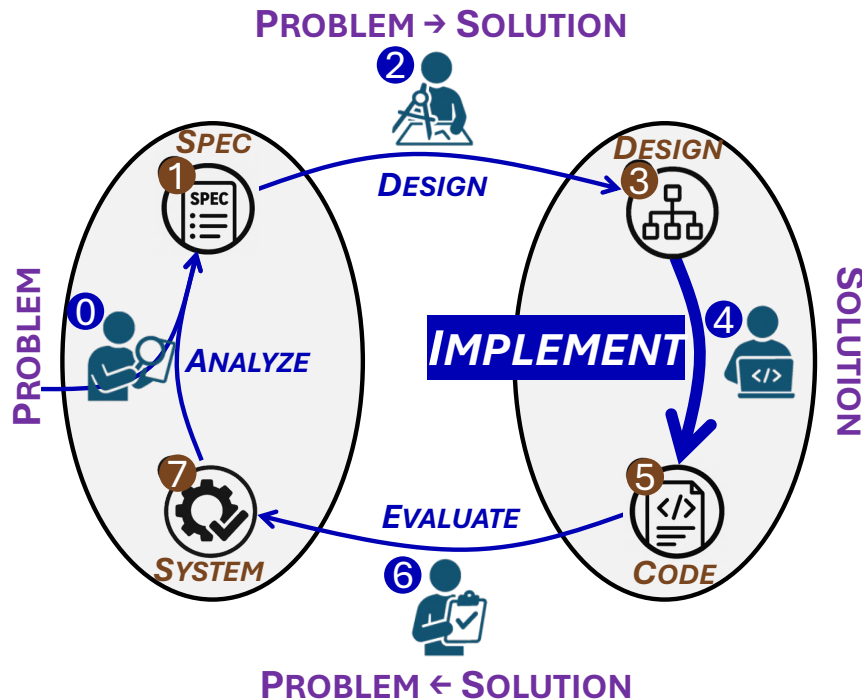 PROBLEM → SOLUTION
2
SPEC
1
SPEC
DESIGN
DESIGN
3
PROBLEM
0
ANALYZE
IMPLEMENT
4
</>
SOLUTION
7
SYSTEM
EVALUATE
5
</>
CODE
6
PROBLEM ← SOLUTION